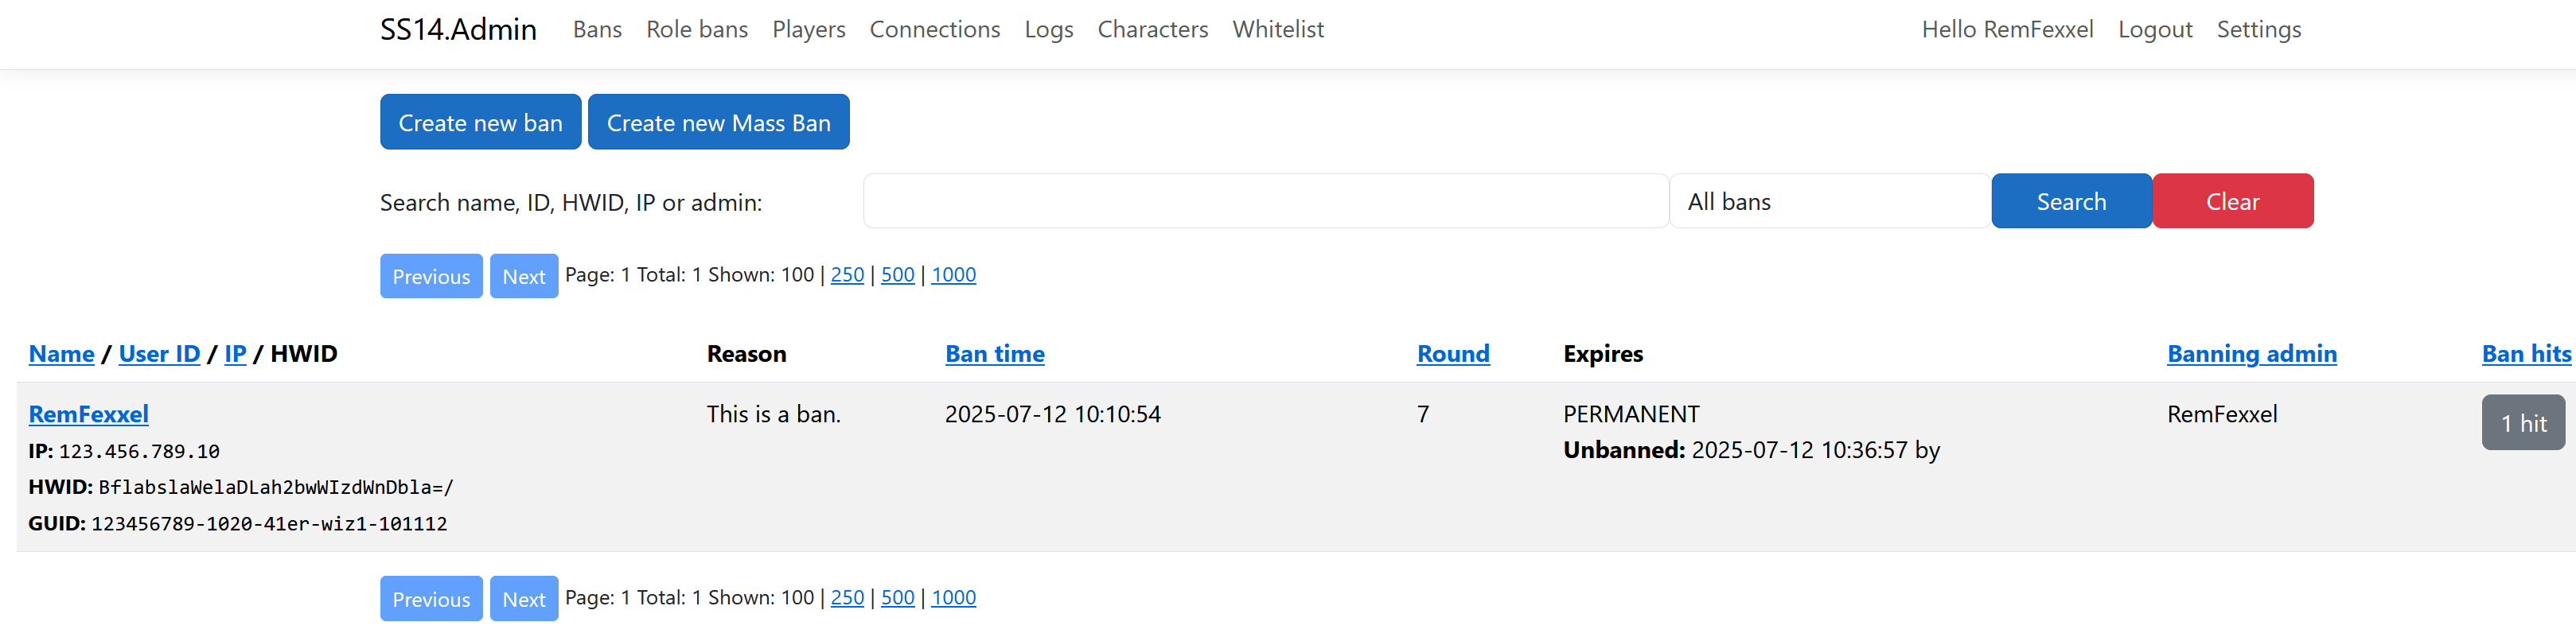 SS14.Admin Bans Role bans Players Connections Logs Characters Whitelist Hello RemFexxel Logout Settings
Create new ban Create new Mass Ban
Search name, ID, HWID, IP or admin: All bans Search Clear
Previous Next Page: 1 Total: 1 Shown: 100 | 250 | 500 | 1000
Name / User ID / IP / HWID Reason Ban time Round Expires Banning admin Ban hits
RemFexxel This is a ban. 2025-07-12 10:10:54 7 PERMANENT RemFexxel 1 hit
IP: 123.456.789.10 Unbanned: 2025-07-12 10:36:57 by
HWID: BflabslaWelaDLah2bwWIzdWnDbla=/
GUID: 123456789-1020-41er-wiz1-101112
Previous Next Page: 1 Total: 1 Shown: 100 | 250 | 500 | 1000